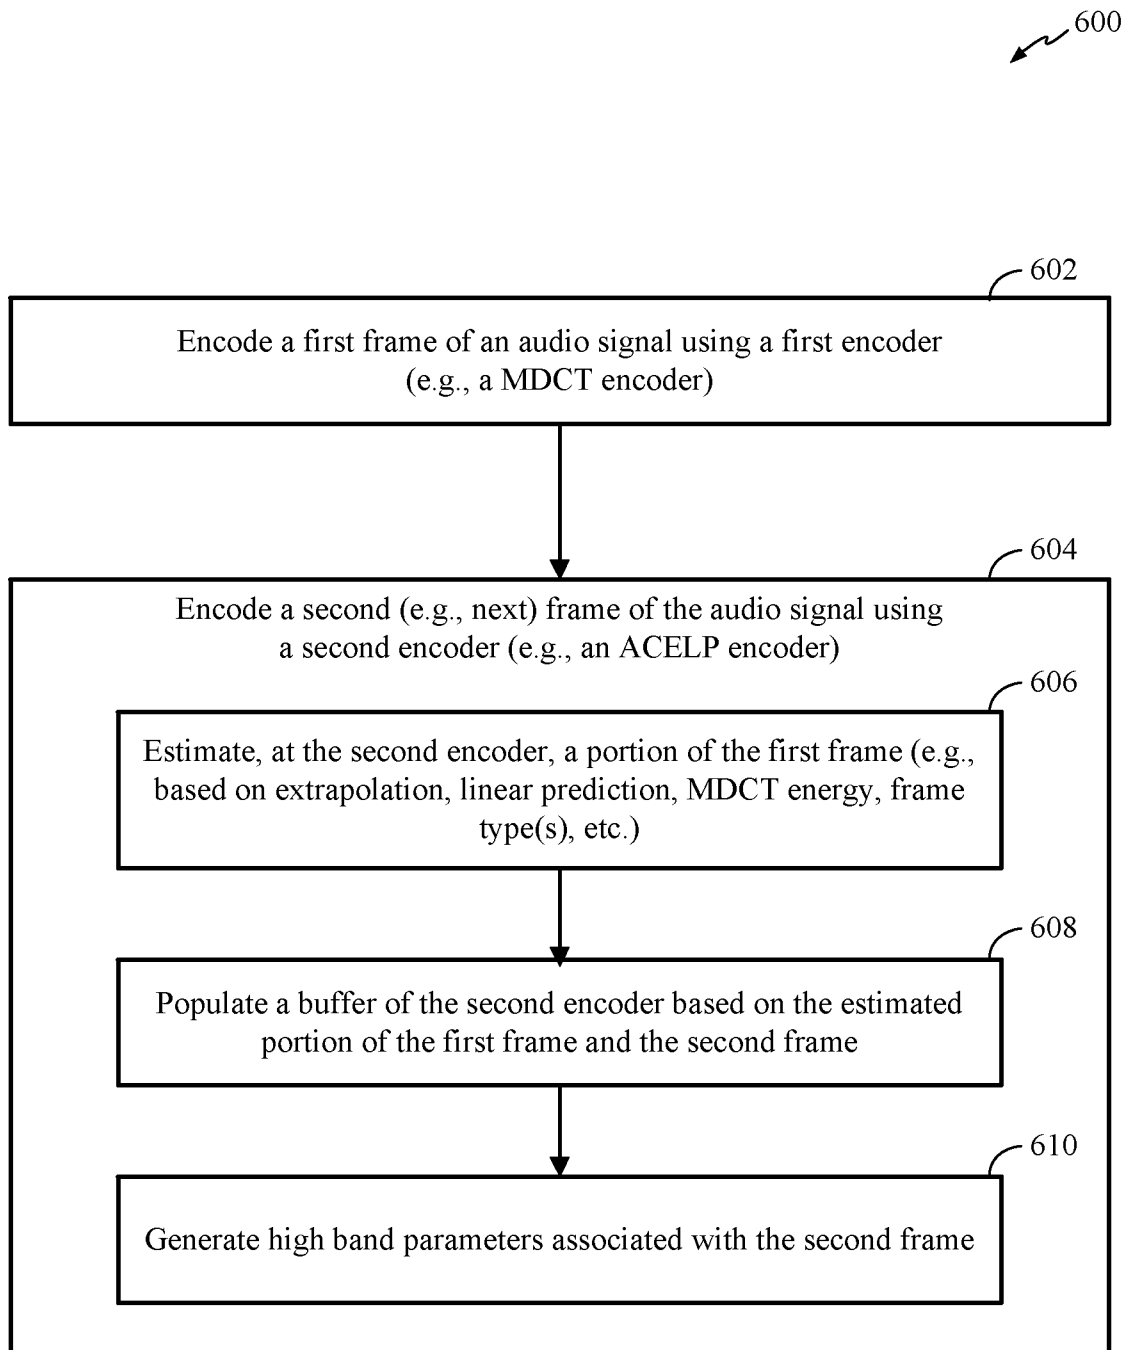 600
602
Encode a first frame of an audio signal using a first encoder
(e.g., a MDCT encoder)
604
Encode a second (e.g., next) frame of the audio signal using
a second encoder (e.g., an ACELP encoder)
606
Estimate, at the second encoder, a portion of the first frame (e.g.,
based on extrapolation, linear prediction, MDCT energy, frame
type(s), etc.)
608
Populate a buffer of the second encoder based on the estimated
portion of the first frame and the second frame
610
Generate high band parameters associated with the second frame